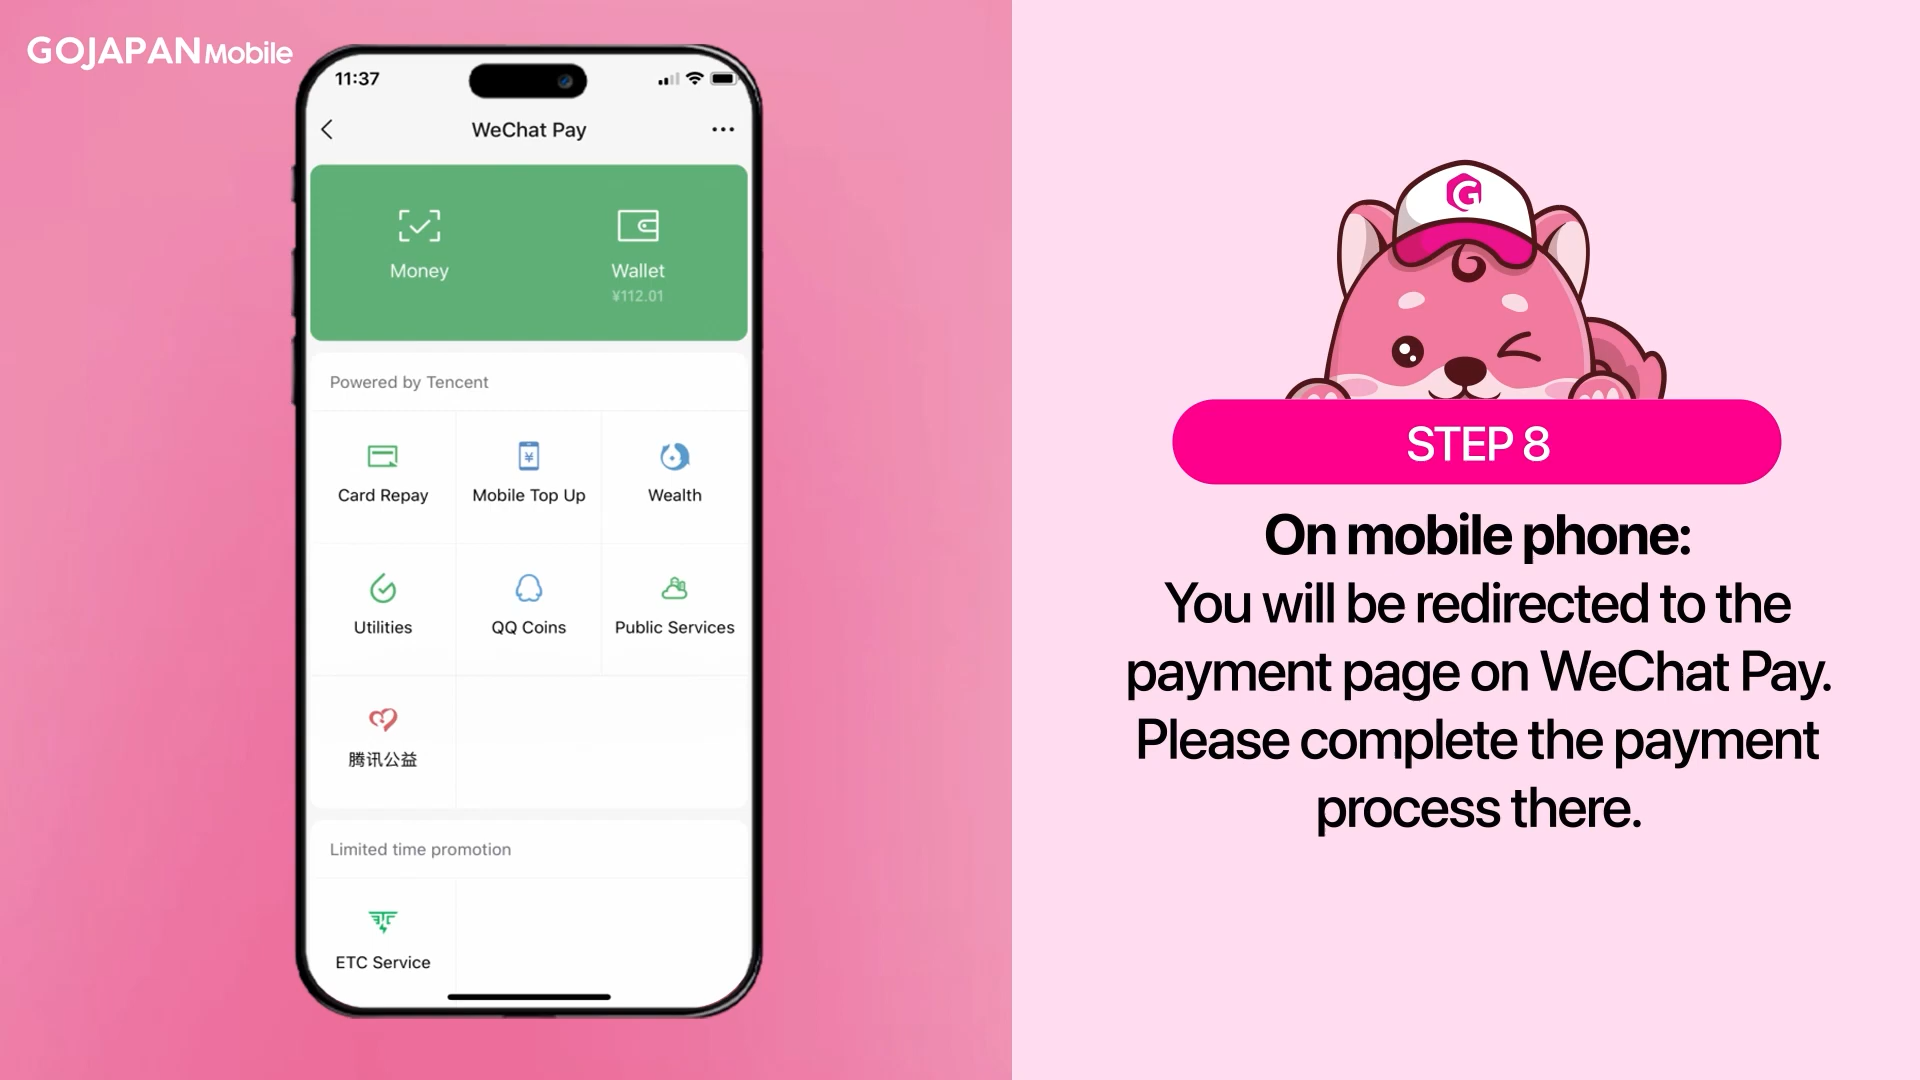 GOJAPAN Mobile
11:37
WeChat Pay
Money
Wallet
¥112.01
Powered by Tencent
Card Repay
Mobile Top Up
Wealth
Utilities
QQ Coins
Public Services
腾讯公益
Limited time promotion
ETC Service
G
STEP 8
On mobile phone:
You will be redirected to the
payment page on WeChat Pay.
Please complete the payment
process there.